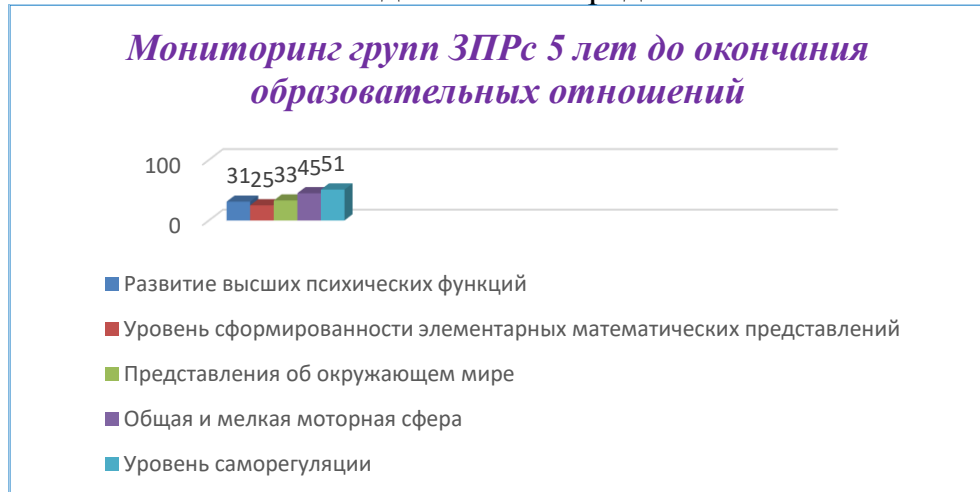 Мониторинг групп ЗПРс 5 лет до окончания
образовательных отношений
100
31 25 33 45 51
0
Развитие высших психических функций
Уровень сформированности элементарных математических представлений
Представления об окружающем мире
Общая и мелкая моторная сфера
Уровень саморегуляции